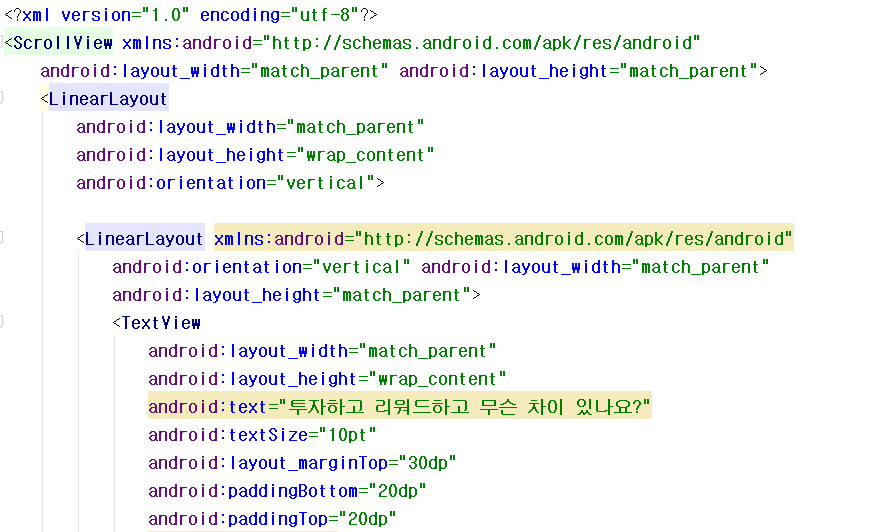 <?xml version="1.0" encoding="utf-8"?>
<ScrollView xmlns:android="http://schemas.android.com/apk/res/android"
android:layout_width="match_parent" android:layout_height="match_parent">
<LinearLayout
android:layout_width="match_parent"
android:layout_height="wrap_content"
android:orientation="vertical">
<LinearLayout xmlns:android="http://schemas.android.com/apk/res/android"
android:orientation="vertical" android:layout_width="match_parent"
android:layout_height="match_parent">
<TextView
android:layout_width="match_parent"
android:layout_height="wrap_content"
android:text="투자하고 리워드하고 무슨 차이 있나요?"
android:textSize="10pt"
android:layout_marginTop="30dp"
android:paddingBottom="20dp"
android:paddingTop="20dp"